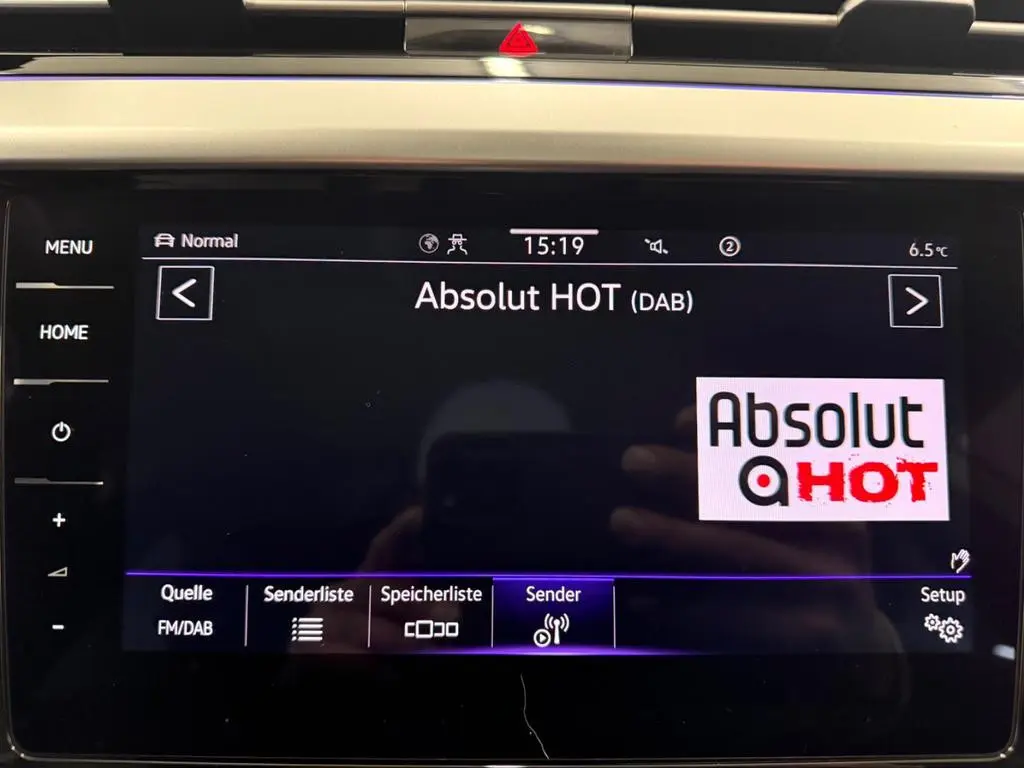 MENU
HOME
+
-
Normal
15:19
2
6.5°C
<
Absolut HOT (DAB)
>
Absolut
a HOT
Quelle
FM/DAB
Senderliste
Speicherliste
Sender
Setup